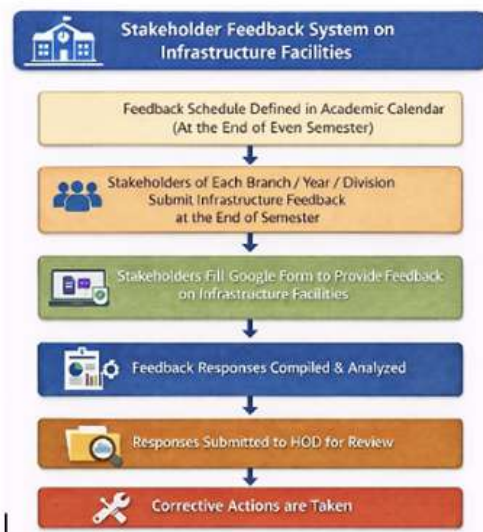 Stakeholder Feedback System on
Infrastructure Facilities
Feedback Schedule Defined in Academic Calendar
(At the End of Even Semester)
Stakeholders of Each Branch / Year / Division
Submit Infrastructure Feedback
at the End of Semester
Stakeholders Fill Google Form to Provide Feedback
on Infrastructure Facilities
Feedback Responses Compiled & Analyzed
Responses Submitted to HOD for Review
Corrective Actions are Taken